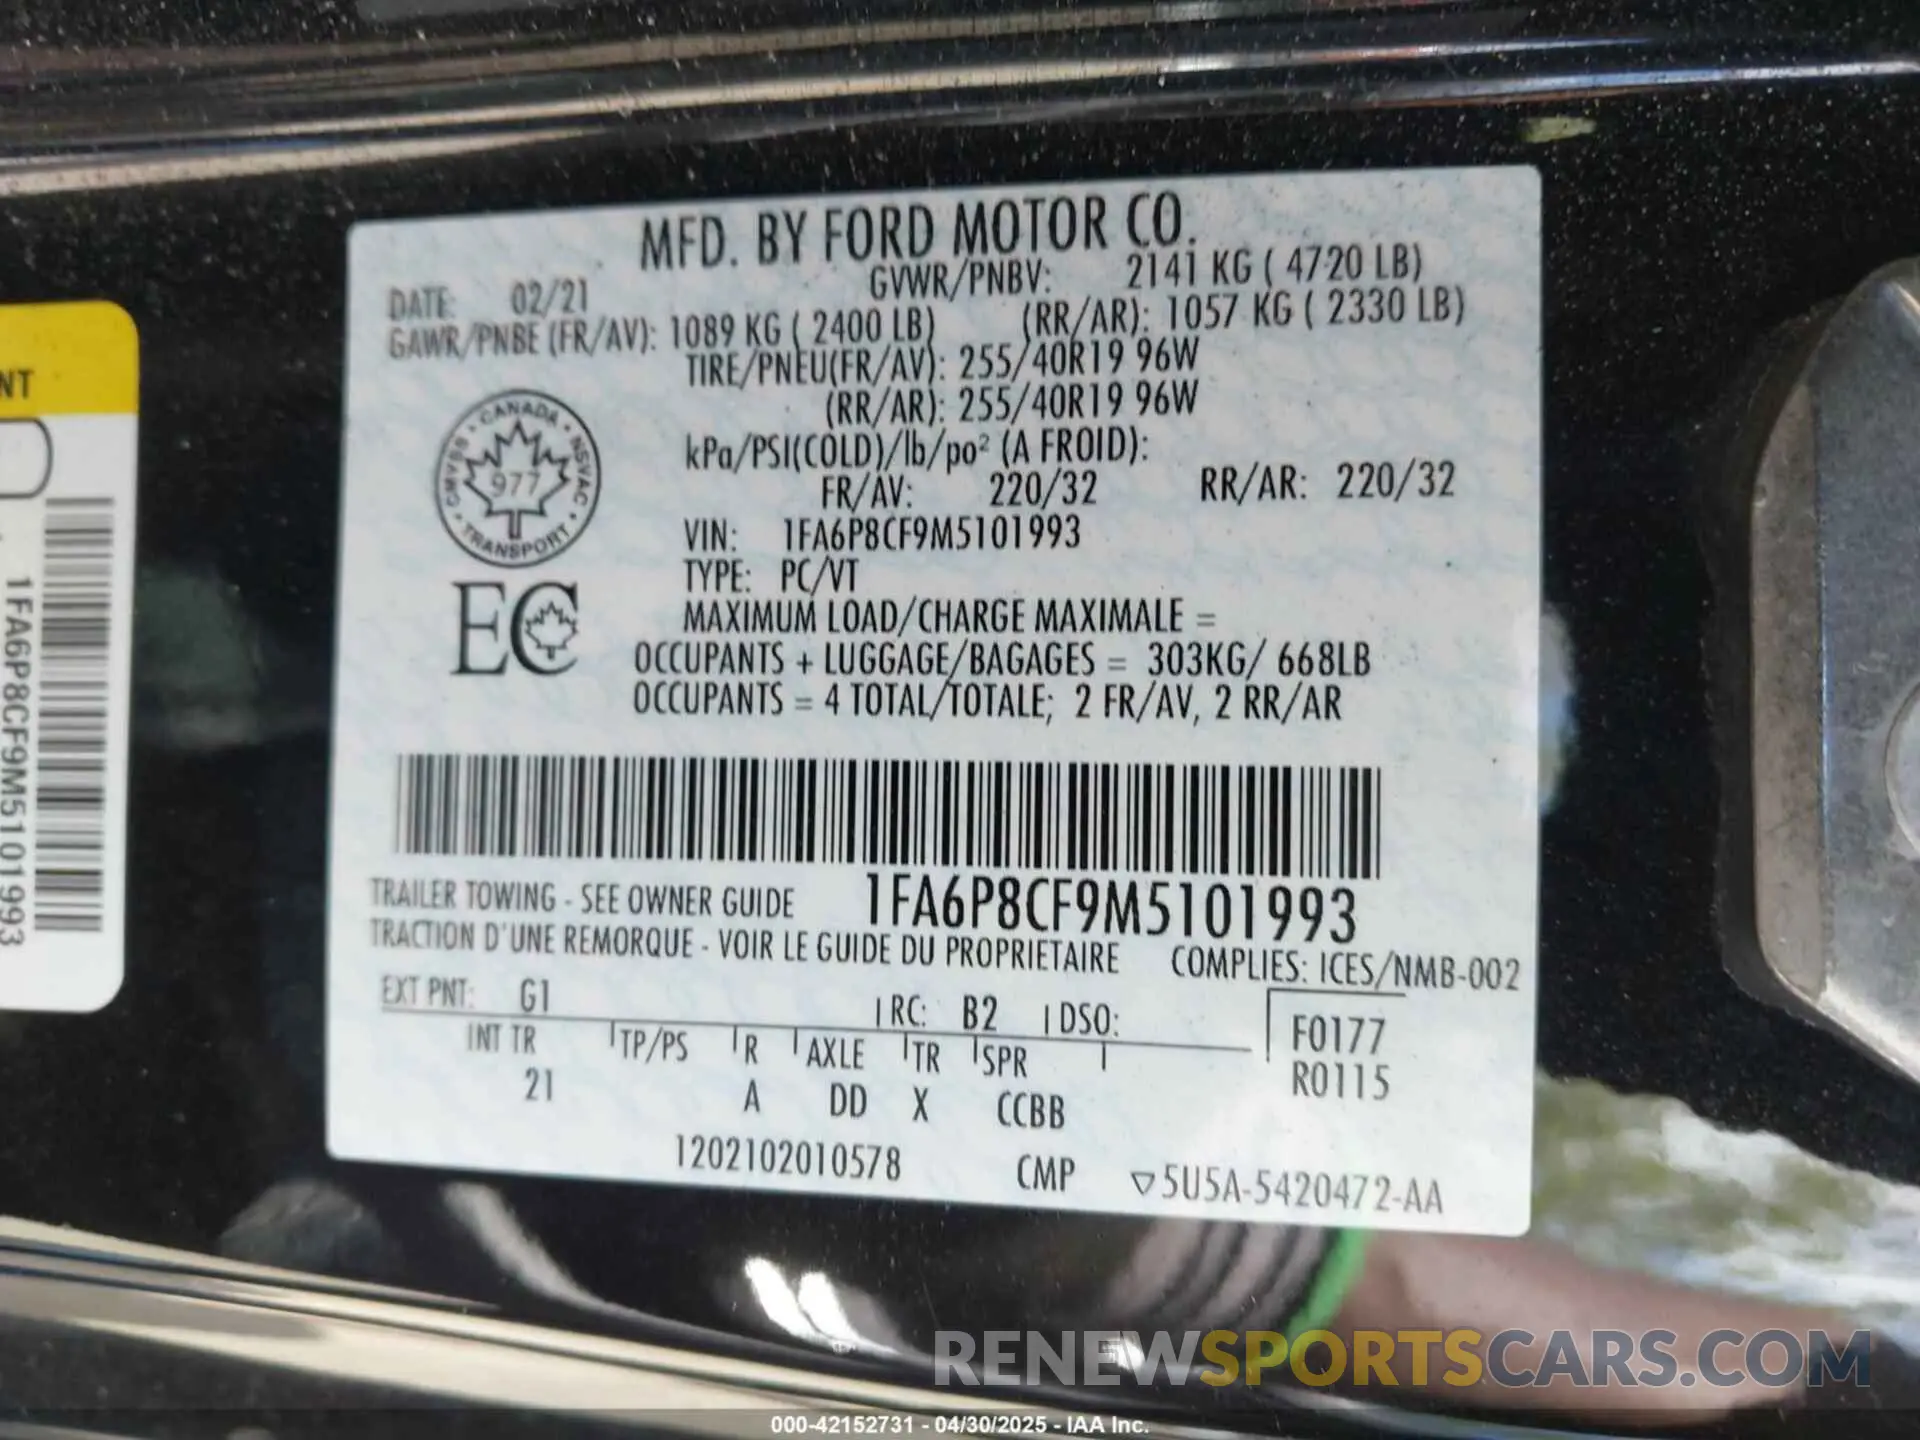 MFD. BY FORD MOTOR CO.
DATE: 02/21
GVWR/PNBV: 2141 KG ( 4720 LB)
GAWR/PNBE (FR/AV): 1089 KG ( 2400 LB) (RR/AR): 1057 KG ( 2330 LB)
TIRE/PNEU(FR/AV): 255/40R19 96W
(RR/AR): 255/40R19 96W
kPa/PSI(COLD)/lb/po² (A FROID):
FR/AV: 220/32 RR/AR: 220/32
VIN: 1FA6P8CF9M5101993
TYPE: PC/VT
MAXIMUM LOAD/CHARGE MAXIMALE =
OCCUPANTS + LUGGAGE/BAGAGES = 303KG/ 668LB
OCCUPANTS = 4 TOTAL/TOTALE; 2 FR/AV, 2 RR/AR
CANADA · NSVAC · TRANSPORT · CMVSS ·
977
EC
1FA6P8CF9M5101993
TRAILER TOWING - SEE OWNER GUIDE
TRACTION D'UNE REMORQUE - VOIR LE GUIDE DU PROPRIETAIRE
COMPLIES: ICES/NMB-002
EXT PNT: G1 RC: B2 DSO:
F0177
R0115
INT TR TP/PS R AXLE TR SPR
21 A DD X CCBB
1202102010578 CMP ▽5U5A-5420472-AA
NT
1FA6P8CF9M5101993
RENEWSPORTSCARS.COM
000-42152731 - 04/30/2025 - IAA Inc.